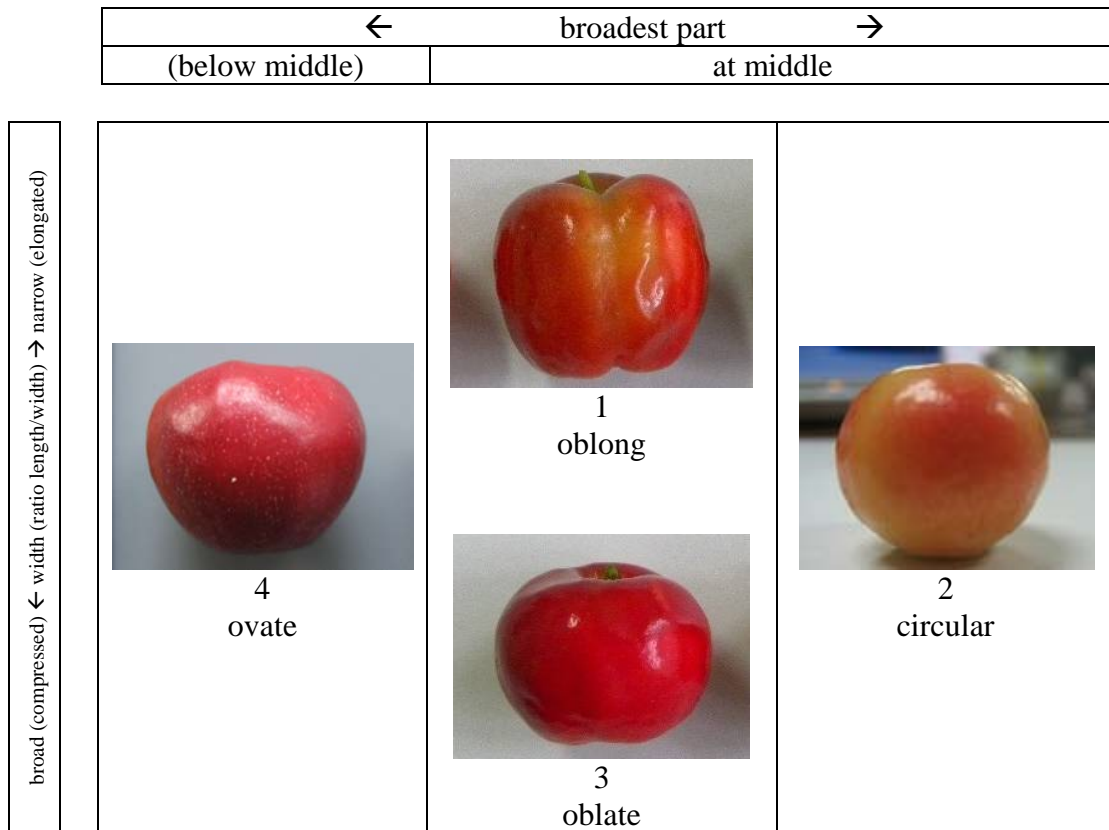 ← broadest part →
(below middle) at middle
broad (compressed) ← width (ratio length/width) → narrow (elongated)
1
oblong
4
ovate
2
circular
3
oblate